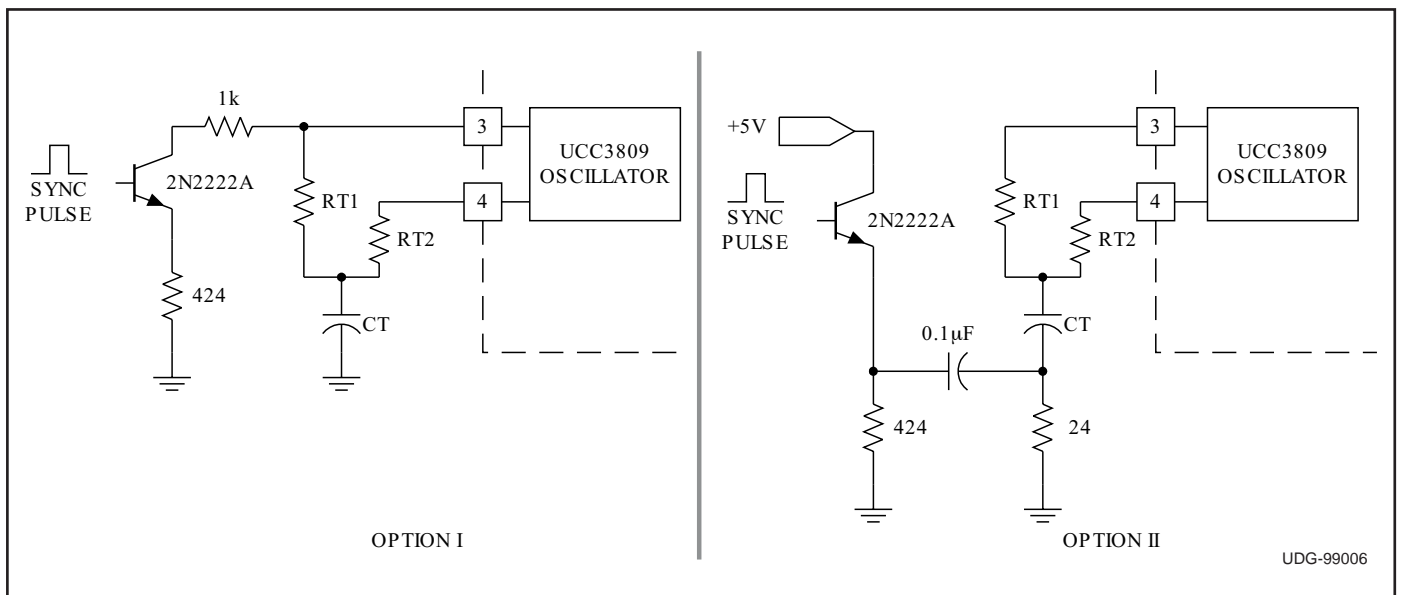 1k
3
UCC3809
OSCILLATOR
SYNC
PULSE
2N2222A
RT1
4
RT2
424
CT
OPTION I
+5V
3
UCC3809
OSCILLATOR
SYNC
PULSE
2N2222A
RT1
4
RT2
0.1µF
CT
424
24
OPTION II
UDG-99006